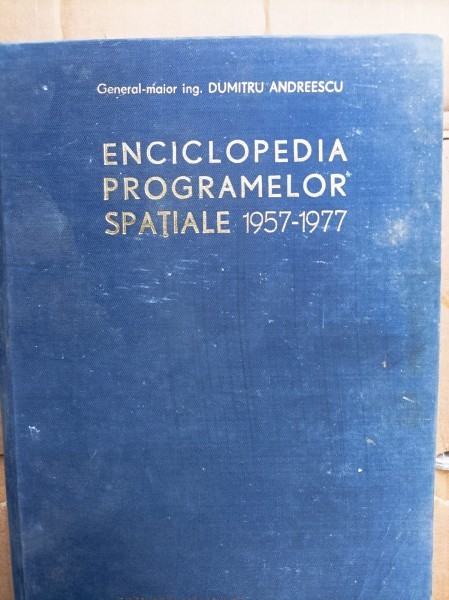 General-maior ing. DUMITRU ANDREESCU
ENCICLOPEDIA
PROGRAMELOR
SPAȚIALE 1957-1977